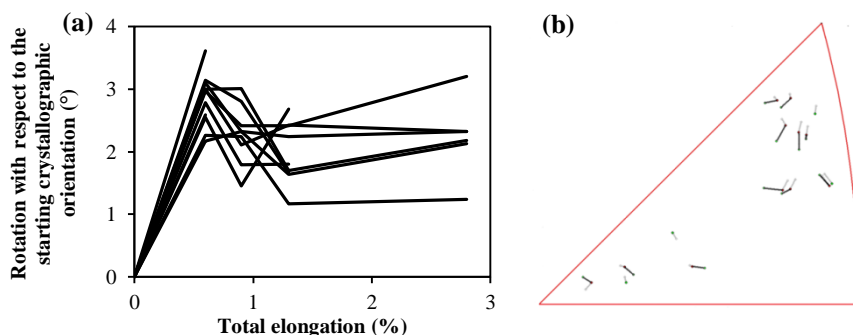 (a)
Rotation with respect to the
starting crystallographic
orientation (°)
4
3
2
1
0
0
1
2
3
Total elongation (%)
(b)